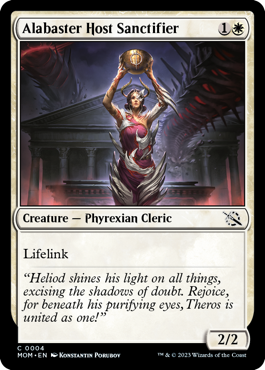 Alabaster Host Sanctifier 1
Creature — Phyrexian Cleric
Lifelink
“Heliod shines his light on all things,
excising the shadows of doubt. Rejoice,
for beneath his purifying eyes, Theros is
united as one!”
2/2
C 0004
MOM • EN KONSTANTIN PORUBOV
™ & © 2023 Wizards of the Coast